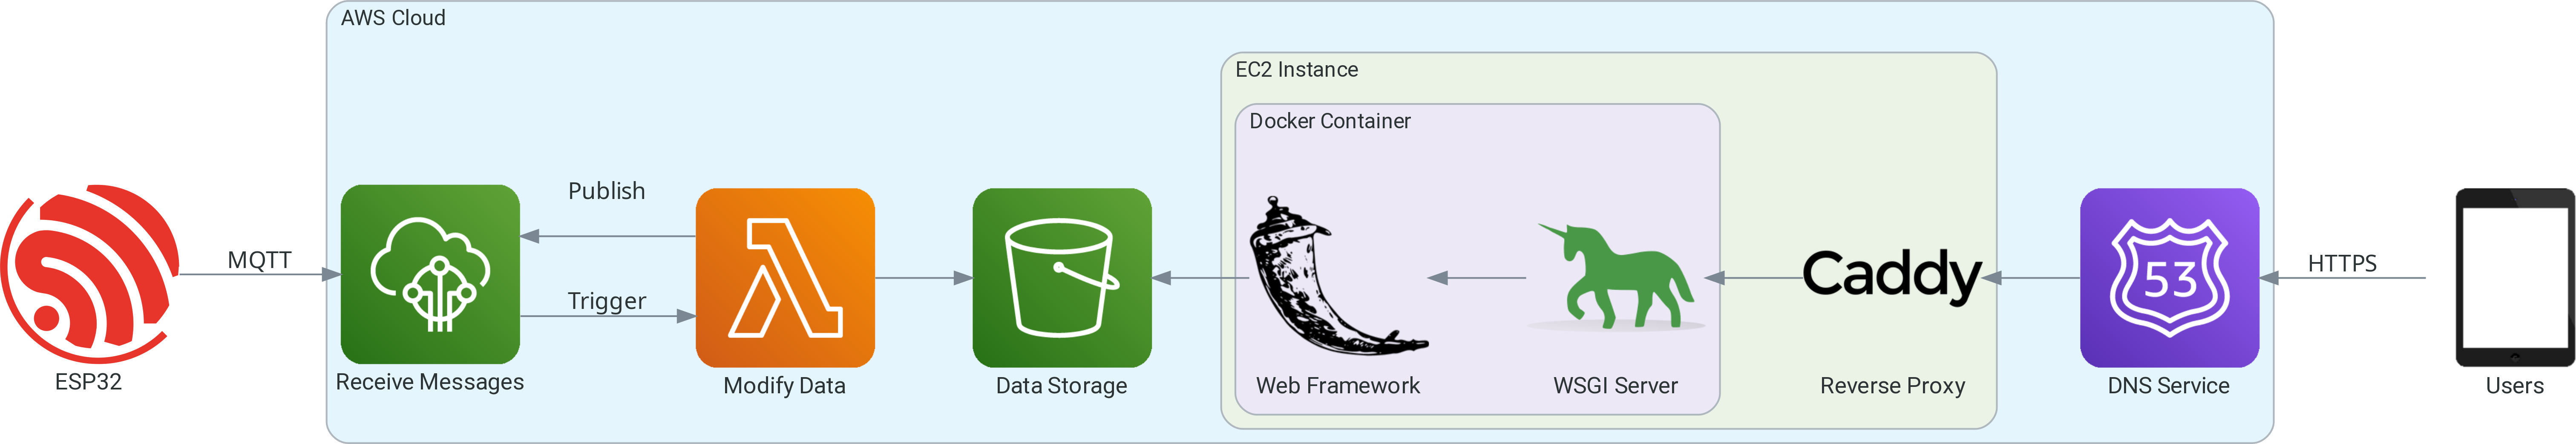 AWS Cloud
EC2 Instance
Docker Container
Publish
MQTT
Trigger
Caddy
53
HTTPS
ESP32
Receive Messages
Modify Data
Data Storage
Web Framework
WSGI Server
Reverse Proxy
DNS Service
Users